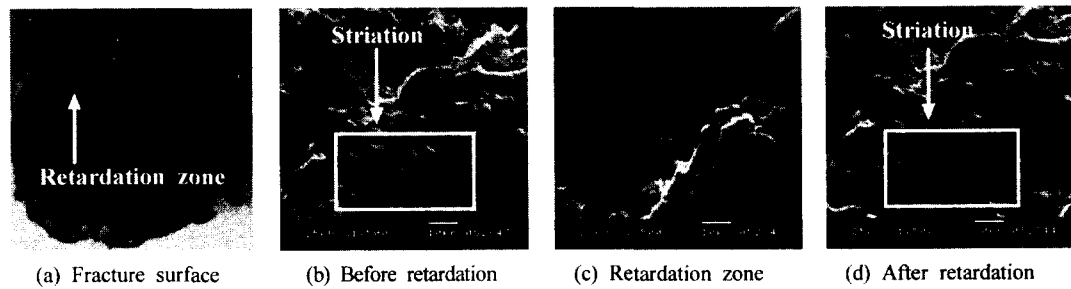 Striation
Striation
Retardation zone
(a) Fracture surface
(b) Before retardation
(c) Retardation zone
(d) After retardation